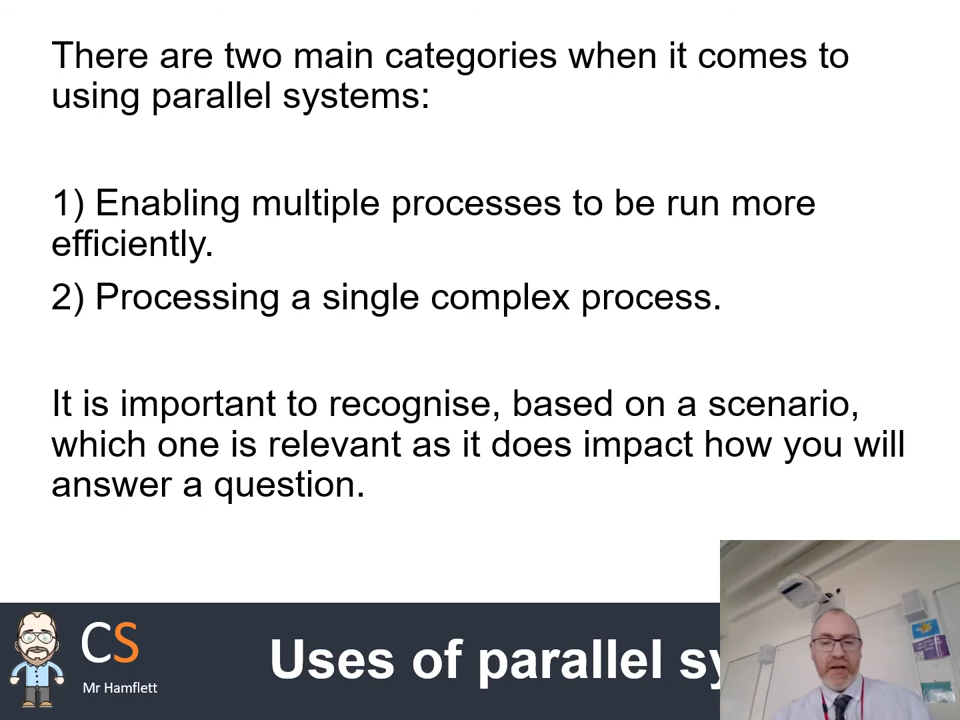 There are two main categories when it comes to
using parallel systems:
1) Enabling multiple processes to be run more
efficiently.
2) Processing a single complex process.
It is important to recognise, based on a scenario,
which one is relevant as it does impact how you will
answer a question.
CS
Mr Hamflett
Uses of parallel sy